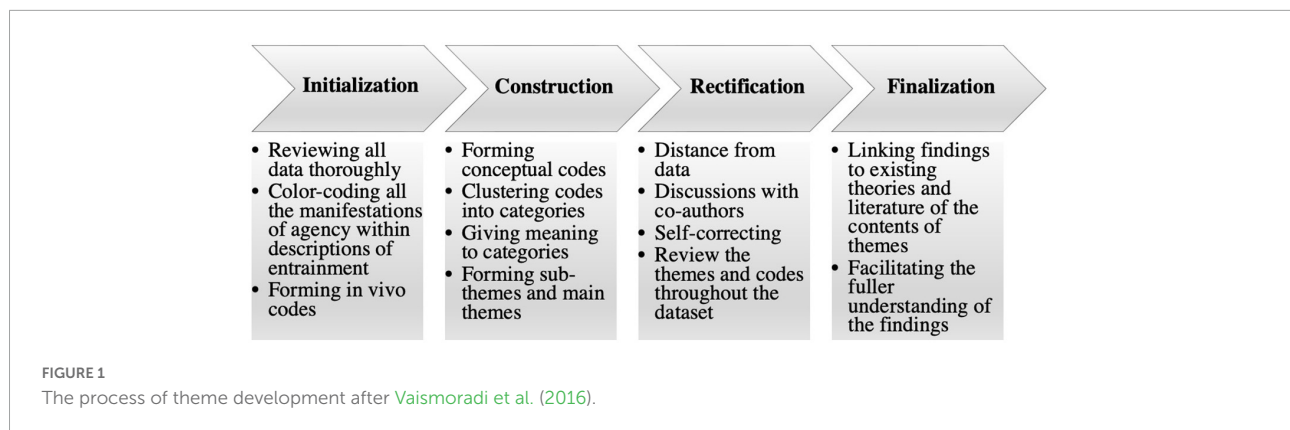 Initialization
Construction
Rectification
Finalization
• Reviewing all
data thoroughly
• Color-coding all
the manifestations
of agency within
descriptions of
entrainment
• Forming in vivo
codes
• Forming
conceptual codes
• Clustering codes
into categories
• Giving meaning
to categories
• Forming sub-
themes and main
themes
• Distance from
data
• Discussions with
co-authors
• Self-correcting
• Review the
themes and codes
throughout the
dataset
• Linking findings
to existing
theories and
literature of the
contents of
themes
• Facilitating the
fuller
understanding of
the findings
FIGURE 1
The process of theme development after Vaismoradi et al. (2016).